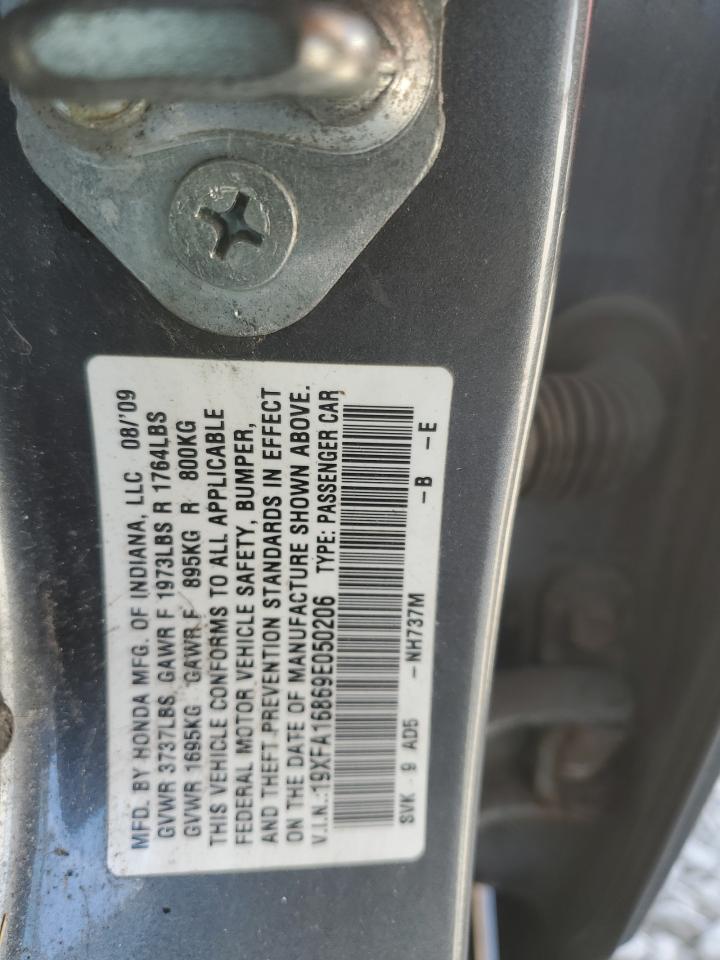 MFD. BY HONDA MFG. OF INDIANA, LLC 08/'09
GVWR 3737LBS GAWR F 1973LBS R 1764LBS
GVWR 1695KG GAWR F 895KG R 800KG
THIS VEHICLE CONFORMS TO ALL APPLICABLE
FEDERAL MOTOR VEHICLE SAFETY, BUMPER,
AND THEFT PREVENTION STANDARDS IN EFFECT
ON THE DATE OF MANUFACTURE SHOWN ABOVE.
V.I.N.:19XFA16869E050206 TYPE: PASSENGER CAR
SVK - 9 AD5 -NH737M -B -E